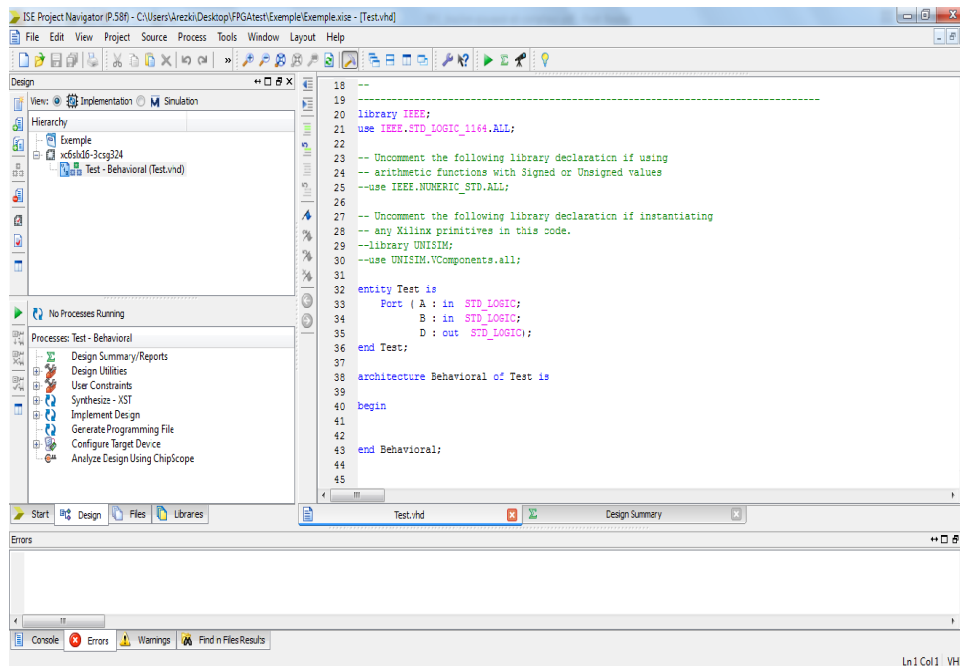 ISE Project Navigator (P.58f) - C:\Users\Arezki\Desktop\FPGAtest\Exemple\Exemple.xise - [Test.vhd]
File Edit View Project Source Process Tools Window Layout Help
Design
View: Implementation Simulation
Hierarchy
Exemple
xc6slx16-3csg324
Test - Behavioral (Test.vhd)
No Processes Running
Processes: Test - Behavioral
Design Summary/Reports
Design Utilities
User Constraints
Synthesize - XST
Implement Design
Generate Programming File
Configure Target Device
Analyze Design Using ChipScope
Start Design Files Libraries
18 --
19 ----------------------------------------------------------------------------------
20 library IEEE;
21 use IEEE.STD_LOGIC_1164.ALL;
22
23 -- Uncomment the following library declaration if using
24 -- arithmetic functions with Signed or Unsigned values
25 --use IEEE.NUMERIC_STD.ALL;
26
27 -- Uncomment the following library declaration if instantiating
28 -- any Xilinx primitives in this code.
29 --library UNISIM;
30 --use UNISIM.VComponents.all;
31
32 entity Test is
33 Port ( A : in STD_LOGIC;
34 B : in STD_LOGIC;
35 D : out STD_LOGIC);
36 end Test;
37
38 architecture Behavioral of Test is
39
40 begin
41
42
43 end Behavioral;
44
45
Test.vhd Design Summary
Errors
Console Errors Warnings Find in Files Results
Ln 1 Col 1 VH